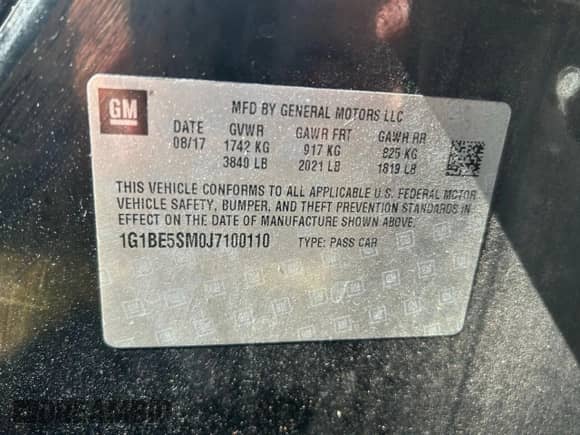 GM
MFD BY GENERAL MOTORS LLC
DATE GVWR GAWR FRT GAWR RR
08/17 1742 KG 917 KG 825 KG
3840 LB 2021 LB 1819 LB
THIS VEHICLE CONFORMS TO ALL APPLICABLE U.S. FEDERAL MOTOR
VEHICLE SAFETY, BUMPER, AND THEFT PREVENTION STANDARDS IN
EFFECT ON THE DATE OF MANUFACTURE SHOWN ABOVE.
1G1BE5SM0J7100110 TYPE: PASS CAR